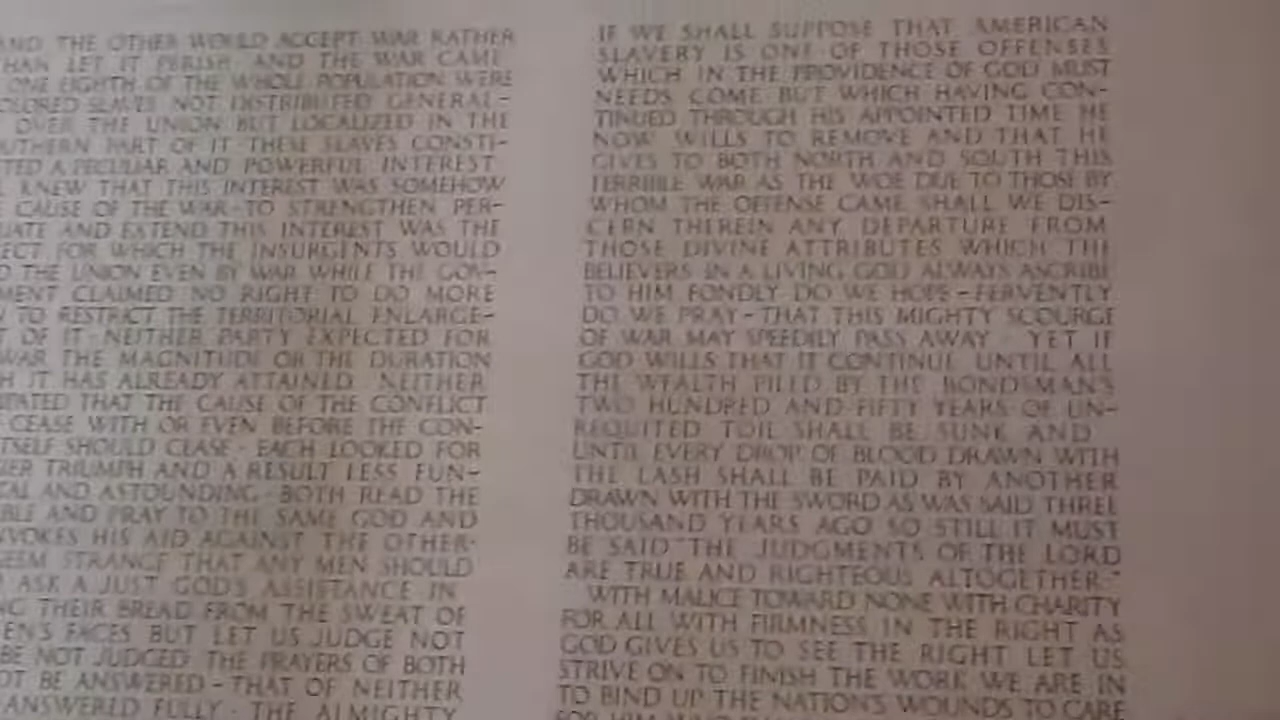 AND THE OTHER WOULD ACCEPT WAR RATHER
HAN LET IT PERISH AND THE WAR CAME
ONE EIGHTH OF THE WHOLE POPULATION WERE
OLORED SLAVES NOT DISTRIBUTED GENERAL-
OVER THE UNION BUT LOCALIZED IN THE
UTHERN PART OF IT THESE SLAVES CONSTI-
TED A PECULIAR AND POWERFUL INTEREST
L KNEW THAT THIS INTEREST WAS SOMEHOW
E CAUSE OF THE WAR-TO STRENGTHEN PER-
UATE AND EXTEND THIS INTEREST WAS THE
ECT FOR WHICH THE INSURGENTS WOULD
D THE UNION EVEN BY WAR WHILE THE GOV-
MENT CLAIMED NO RIGHT TO DO MORE
N TO RESTRICT THE TERRITORIAL ENLARGE-
T OF IT·NEITHER PARTY EXPECTED FOR
WAR THE MAGNITUDE OR THE DURATION
H IT HAS ALREADY ATTAINED NEITHER
IPATED THAT THE CAUSE OF THE CONFLICT
CEASE WITH OR EVEN BEFORE THE CON-
TSELF SHOULD CEASE·EACH LOOKED FOR
IER TRIUMPH AND A RESULT LESS FUN-
TAL AND ASTOUNDING·BOTH READ THE
BLE AND PRAY TO THE SAME GOD AND
NVOKES HIS AID AGAINST THE OTHER·
SEEM STRANGE THAT ANY MEN SHOULD
ASK A JUST GOD'S ASSISTANCE IN
NG THEIR BREAD FROM THE SWEAT OF
EN'S FACES BUT LET US JUDGE NOT
BE NOT JUDGED THE PRAYERS OF BOTH
OT BE ANSWERED-THAT OF NEITHER
ANSWERED FULLY·THE ALMIGHTY
IF WE SHALL SUPPOSE THAT AMERICAN
SLAVERY IS ONE OF THOSE OFFENSES
WHICH IN THE PROVIDENCE OF GOD MUST
NEEDS COME BUT WHICH HAVING CON-
TINUED THROUGH HIS APPOINTED TIME HE
NOW WILLS TO REMOVE AND THAT HE
GIVES TO BOTH NORTH AND SOUTH THIS
TERRIBLE WAR AS THE WOE DUE TO THOSE BY
WHOM THE OFFENSE CAME SHALL WE DIS-
CERN THEREIN ANY DEPARTURE FROM
THOSE DIVINE ATTRIBUTES WHICH THE
BELIEVERS IN A LIVING GOD ALWAYS ASCRIBE
TO HIM FONDLY DO WE HOPE-FERVENTLY
DO WE PRAY-THAT THIS MIGHTY SCOURGE
OF WAR MAY SPEEDILY PASS AWAY·YET IF
GOD WILLS THAT IT CONTINUE UNTIL ALL
THE WEALTH PILED BY THE BONDSMAN'S
TWO HUNDRED AND FIFTY YEARS OF UN-
REQUITED TOIL SHALL BE SUNK AND
UNTIL EVERY DROP OF BLOOD DRAWN WITH
THE LASH SHALL BE PAID BY ANOTHER
DRAWN WITH THE SWORD AS WAS SAID THREE
THOUSAND YEARS AGO SO STILL IT MUST
BE SAID "THE JUDGMENTS OF THE LORD
ARE TRUE AND RIGHTEOUS ALTOGETHER·"
WITH MALICE TOWARD NONE WITH CHARITY
FOR ALL WITH FIRMNESS IN THE RIGHT AS
GOD GIVES US TO SEE THE RIGHT LET US
STRIVE ON TO FINISH THE WORK WE ARE IN
TO BIND UP THE NATION'S WOUNDS TO CARE